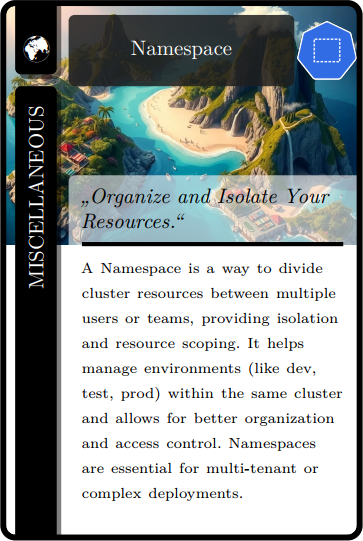 Namespace
MISCELLANEOUS
„Organize and Isolate Your
Resources.“
A Namespace is a way to divide
cluster resources between multiple
users or teams, providing isolation
and resource scoping. It helps
manage environments (like dev,
test, prod) within the same cluster
and allows for better organization
and access control. Namespaces
are essential for multi-tenant or
complex deployments.